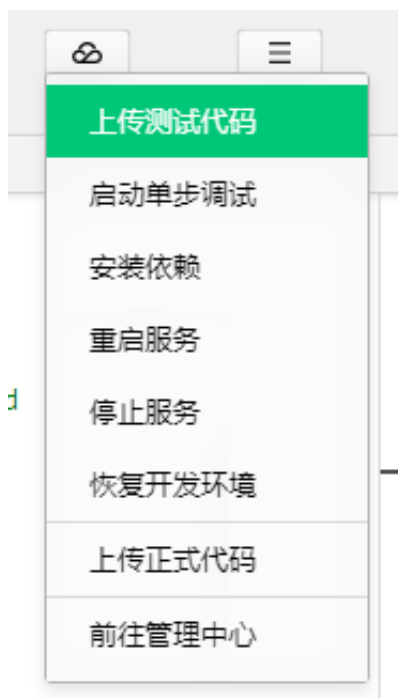 上传测试代码
启动单步调试
安装依赖
重启服务
停止服务
恢复开发环境
上传正式代码
前往管理中心